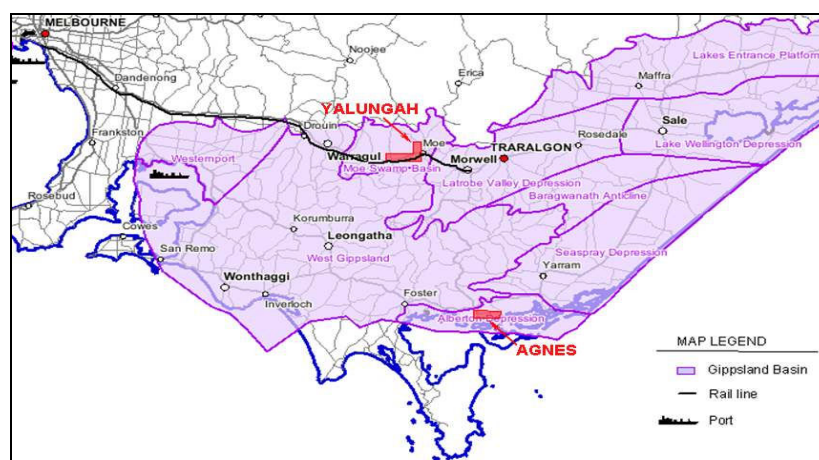 MELBOURNE
Noojee
Erica
Lakes Entrance Platform
Maffra
Dandenong
YALUNGAH
Drouin
Moe
TRARALGON
Rosedale
Sale
Frankston
Westernport
Warragul
Morwell
Lake Wellington Depression
Moe Swamp Basin
Latrobe Valley Depression
Baragwanath Anticline
Rosebud
Cowes
Korumburra
Leongatha
San Remo
West Gippsland
Seaspray Depression
Wonthaggi
Yarram
Inverloch
Foster
Alberton Depression
AGNES
MAP LEGEND
Gippsland Basin
Rail line
Port